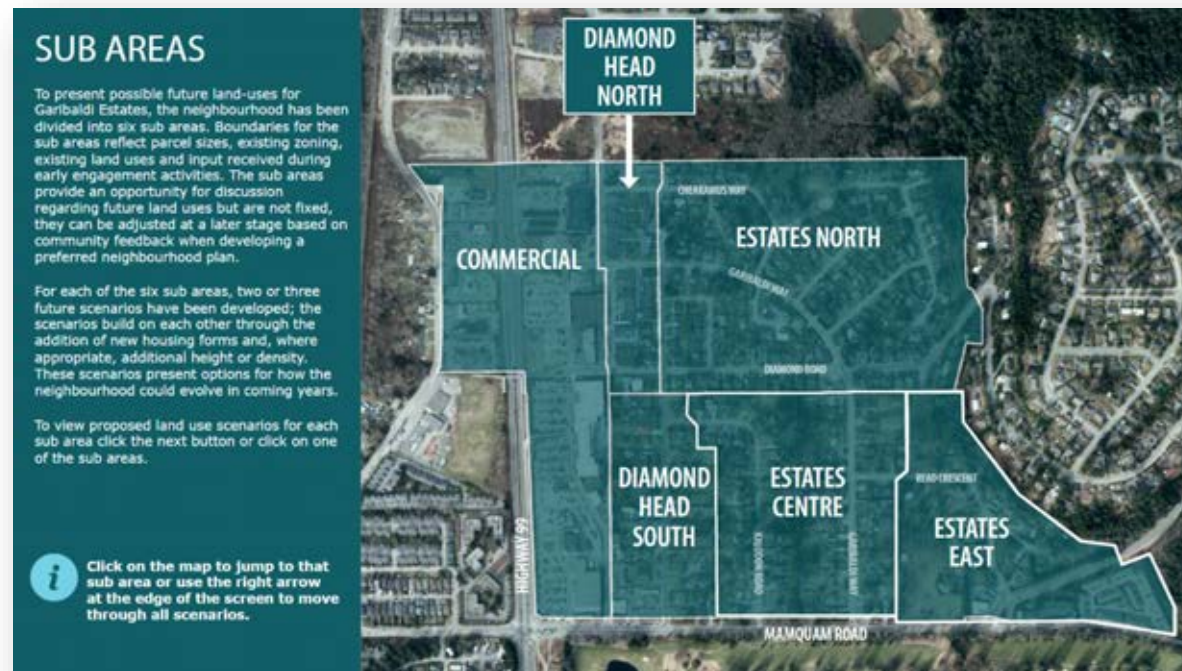 SUB AREAS
To present possible future land-uses for
Garibaldi Estates, the neighbourhood has been
divided into six sub areas. Boundaries for the
sub areas reflect parcel sizes, existing zoning,
existing land uses and input received during
early engagement activities. The sub areas
provide an opportunity for discussion
regarding future land uses but are not fixed,
they can be adjusted at a later stage based on
community feedback when developing a
preferred neighbourhood plan.
For each of the six sub areas, two or three
future scenarios have been developed; the
scenarios build on each other through the
addition of new housing forms and, where
appropriate, additional height or density.
These scenarios present options for how the
neighbourhood could evolve in coming years.
To view proposed land use scenarios for each
sub area click the next button or click on one
of the sub areas.
i
Click on the map to jump to that
sub area or use the right arrow
at the edge of the screen to move
through all scenarios.
DIAMOND
HEAD
NORTH
CHEAKAMUS WAY
COMMERCIAL
ESTATES NORTH
GARIBALDI WAY
DIAMOND ROAD
DIAMOND
HEAD
SOUTH
ESTATES
CENTRE
READ CRESCENT
ESTATES
EAST
HIGHWAY 99
GARIBALDI WAY
MAMQUAM ROAD